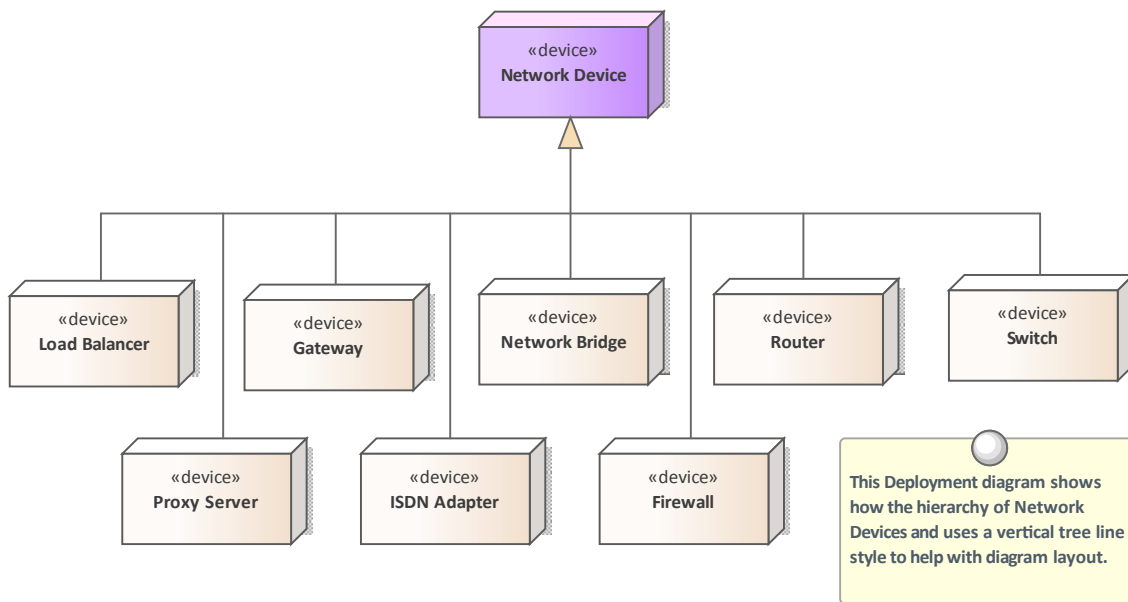 «device»
Network Device
«device»
Load Balancer
«device»
Gateway
«device»
Network Bridge
«device»
Router
«device»
Switch
«device»
Proxy Server
«device»
ISDN Adapter
«device»
Firewall
This Deployment diagram shows
how the hierarchy of Network
Devices and uses a vertical tree line
style to help with diagram layout.